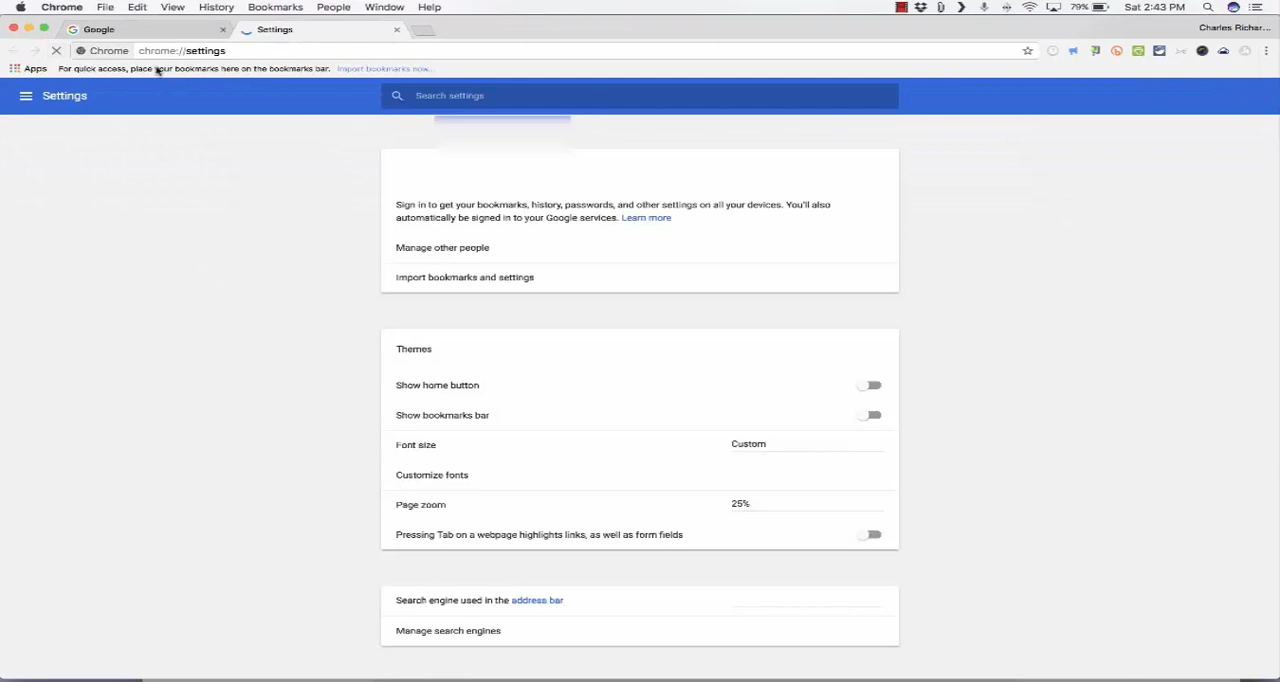 Chrome File Edit View History Bookmarks People Window Help 79% Sat 2:43 PM
Google Settings Charles Richar...
Chrome chrome://settings
Apps For quick access, place your bookmarks here on the bookmarks bar. Import bookmarks now...
Settings Search settings
Sign in to get your bookmarks, history, passwords, and other settings on all your devices. You'll also
automatically be signed in to your Google services. Learn more
Manage other people
Import bookmarks and settings
Themes
Show home button
Show bookmarks bar
Font size Custom
Customize fonts
Page zoom 25%
Pressing Tab on a webpage highlights links, as well as form fields
Search engine used in the address bar
Manage search engines